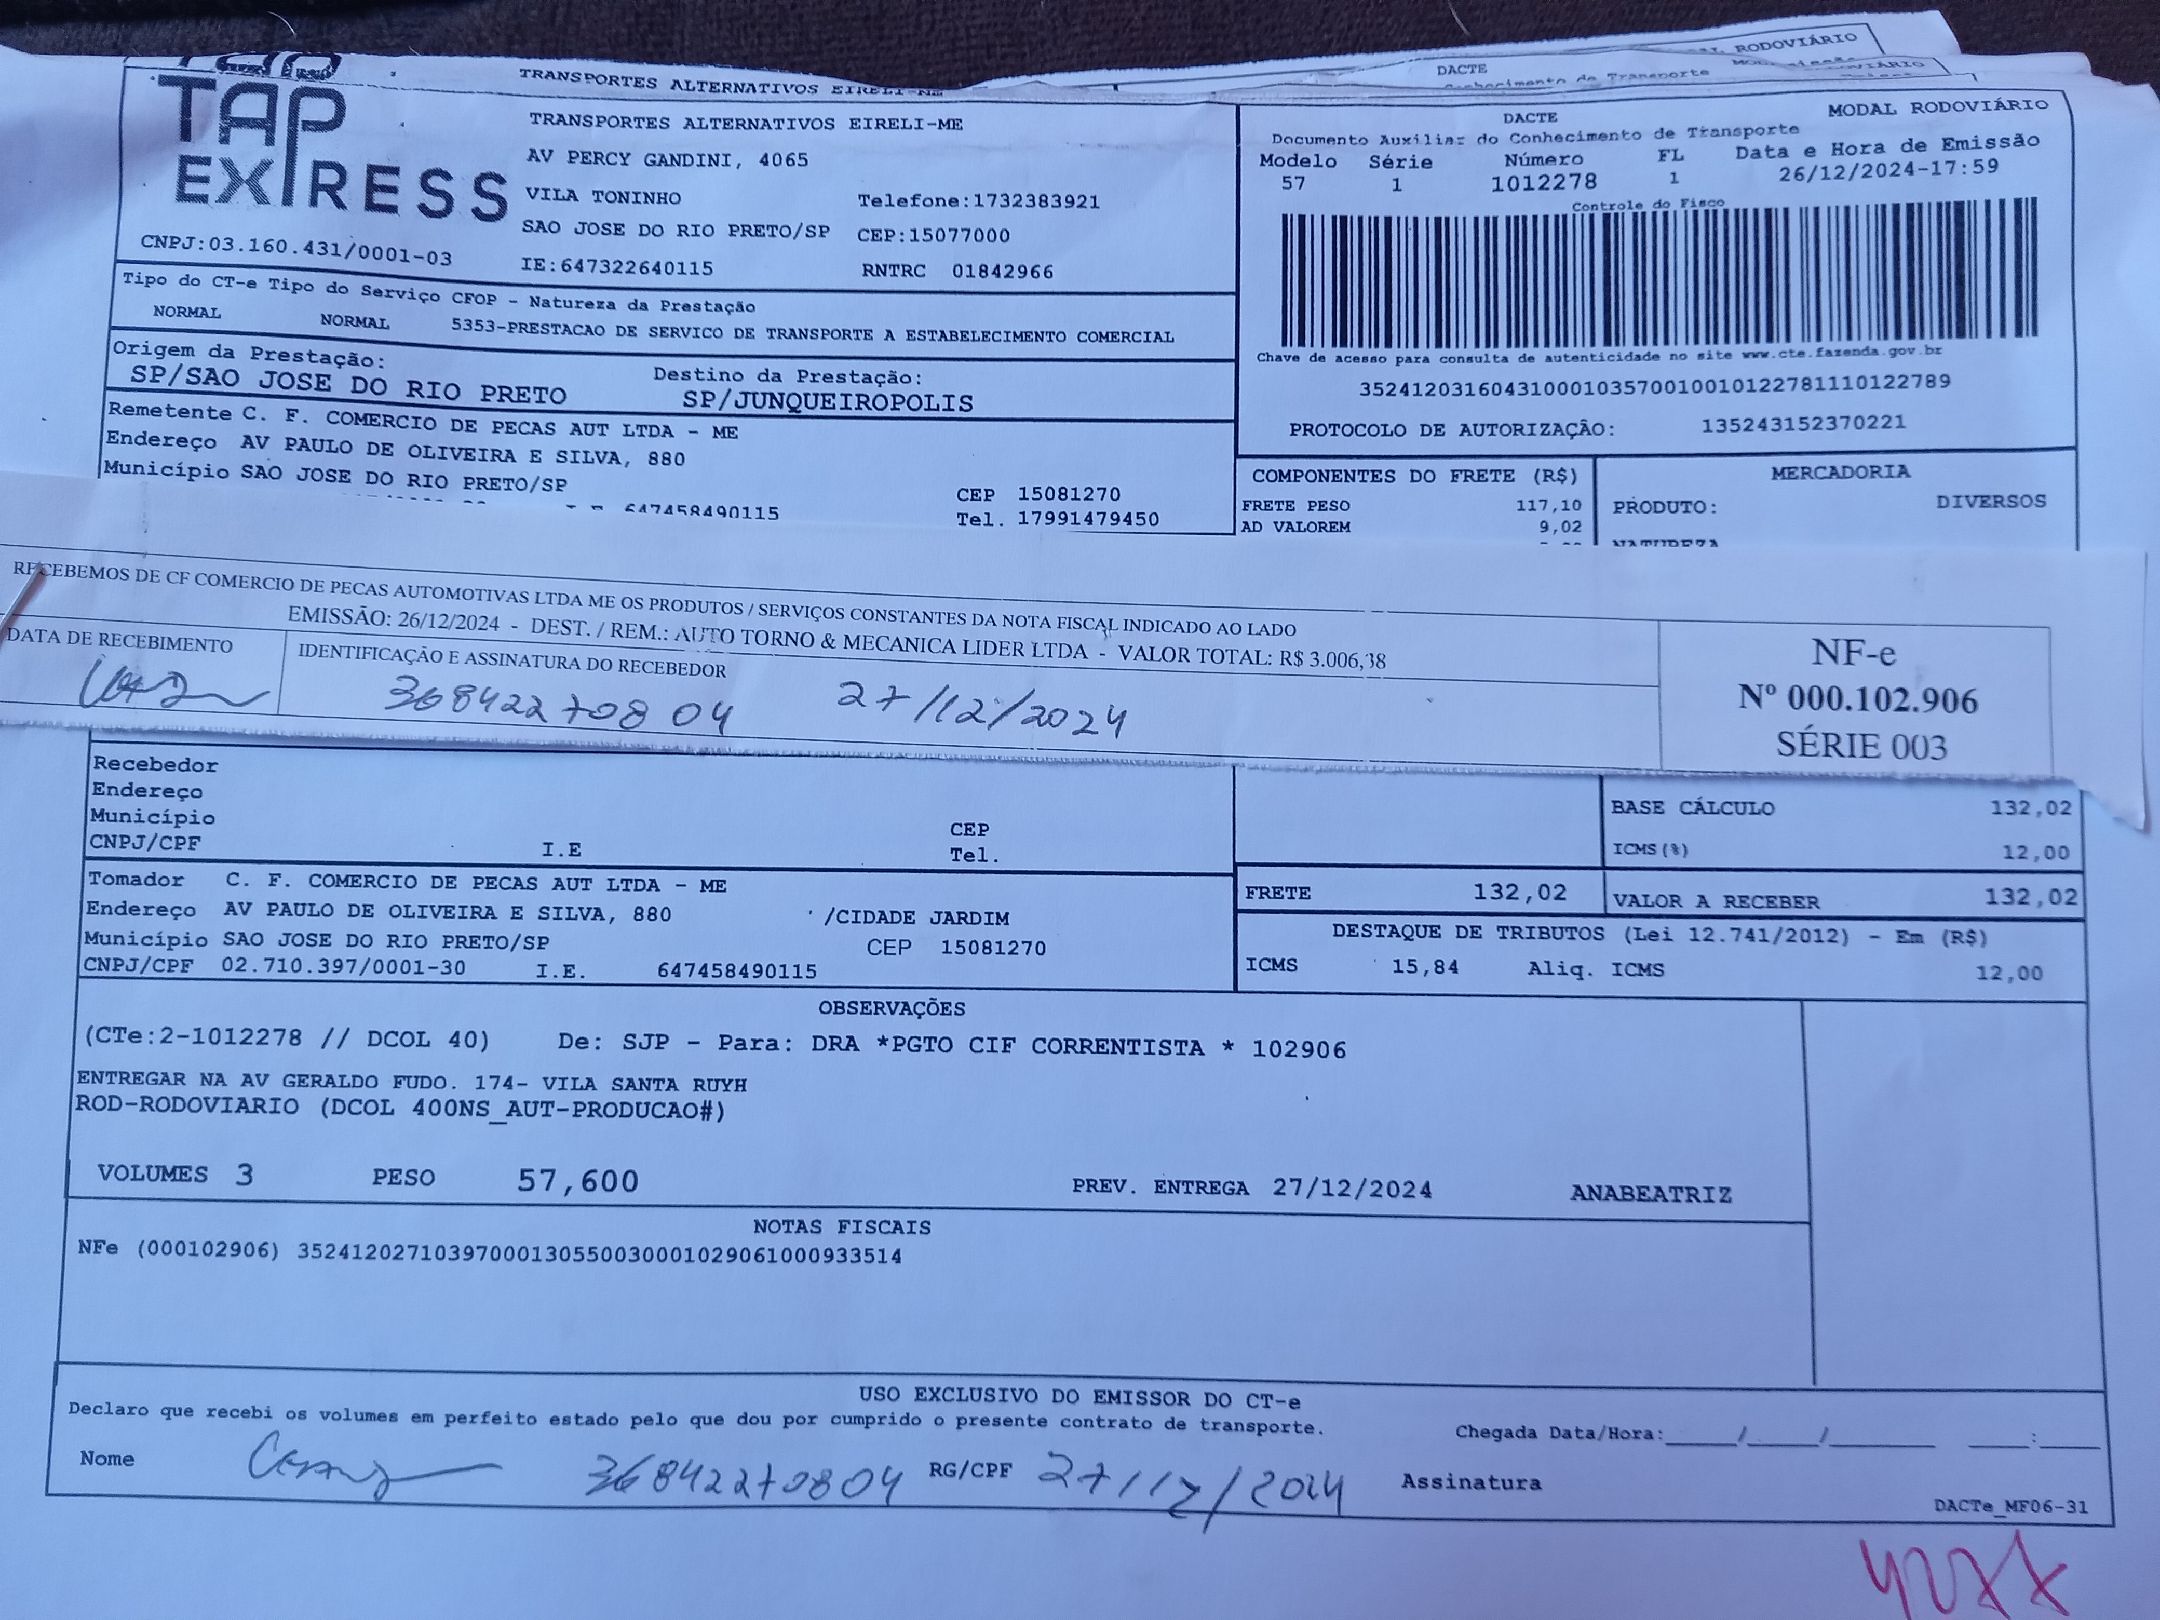 TRANSPORTES ALTERNATIVOS EIRELI-ME
DACTE
MODAL RODOVIÁRIO
RODOVIÁRIO
Conhecimento de Transporte
TAP
EXPRESS
CNPJ:03.160.431/0001-03
TRANSPORTES ALTERNATIVOS EIRELI-ME
AV PERCY GANDINI, 4065
VILA TONINHO Telefone:1732383921
SAO JOSE DO RIO PRETO/SP CEP:15077000
IE:647322640115 RNTRC 01842966
DACTE MODAL RODOVIÁRIO
Documento Auxiliar do Conhecimento de Transporte
Modelo Série Número FL Data e Hora de Emissão
57 1 1012278 1 26/12/2024-17:59
Controle do Fisco
Chave de acesso para consulta de autenticidade no site www.cte.fazenda.gov.br
35241203160431000103570010010122781110122789
PROTOCOLO DE AUTORIZAÇÃO: 135243152370221
Tipo do CT-e Tipo do Serviço CFOP - Natureza da Prestação
NORMAL NORMAL 5353-PRESTACAO DE SERVICO DE TRANSPORTE A ESTABELECIMENTO COMERCIAL
Origem da Prestação: Destino da Prestação:
SP/SAO JOSE DO RIO PRETO SP/JUNQUEIROPOLIS
Remetente C. F. COMERCIO DE PECAS AUT LTDA - ME
Endereço AV PAULO DE OLIVEIRA E SILVA, 880
Município SAO JOSE DO RIO PRETO/SP CEP 15081270
647458490115 Tel. 17991479450
COMPONENTES DO FRETE (R$) MERCADORIA
FRETE PESO 117,10 PRODUTO: DIVERSOS
AD VALOREM 9,02
NATUREZA
RECEBEMOS DE CF COMERCIO DE PECAS AUTOMOTIVAS LTDA ME OS PRODUTOS / SERVIÇOS CONSTANTES DA NOTA FISCAL INDICADO AO LADO
EMISSÃO: 26/12/2024 - DEST. / REM.: AUTO TORNO & MECANICA LIDER LTDA - VALOR TOTAL: R$ 3.006,38
DATA DE RECEBIMENTO IDENTIFICAÇÃO E ASSINATURA DO RECEBEDOR
36842270804 27/12/2024
NF-e
Nº 000.102.906
SÉRIE 003
Recebedor
Endereço
Município CEP
CNPJ/CPF I.E Tel.
BASE CÁLCULO 132,02
ICMS(%) 12,00
Tomador C. F. COMERCIO DE PECAS AUT LTDA - ME
Endereço AV PAULO DE OLIVEIRA E SILVA, 880 /CIDADE JARDIM
Município SAO JOSE DO RIO PRETO/SP CEP 15081270
CNPJ/CPF 02.710.397/0001-30 I.E. 647458490115
FRETE 132,02 VALOR A RECEBER 132,02
DESTAQUE DE TRIBUTOS (Lei 12.741/2012) - Em (R$)
ICMS 15,84 Aliq. ICMS 12,00
OBSERVAÇÕES
(CTe:2-1012278 // DCOL 40) De: SJP - Para: DRA *PGTO CIF CORRENTISTA * 102906
ENTREGAR NA AV GERALDO FUDO. 174- VILA SANTA RUYH
ROD-RODOVIARIO (DCOL 400NS_AUT-PRODUCAO#)
VOLUMES 3 PESO 57,600 PREV. ENTREGA 27/12/2024 ANABEATRIZ
NOTAS FISCAIS
NFe (000102906) 35241202710397000130550030001029061000933514
USO EXCLUSIVO DO EMISSOR DO CT-e
Declaro que recebi os volumes em perfeito estado pelo que dou por cumprido o presente contrato de transporte. Chegada Data/Hora:____/____/______ ___:___
Nome 36842270804 RG/CPF 27/12/2024 Assinatura
DACTe_MF06-31